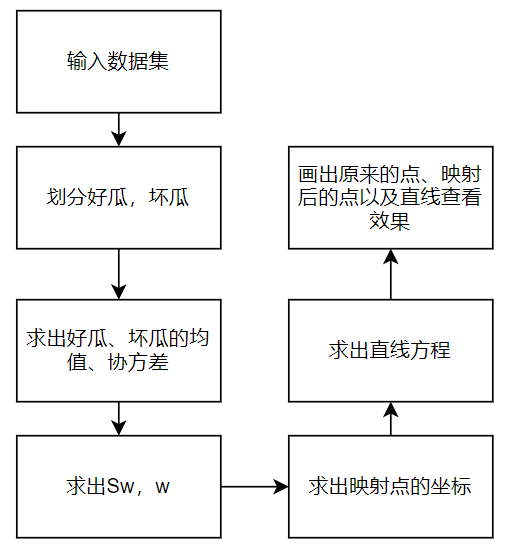 输入数据集
划分好瓜，坏瓜
求出好瓜、坏瓜的均
值、协方差
求出Sw，w
求出映射点的坐标
求出直线方程
画出原来的点、映射
后的点以及直线查看
效果